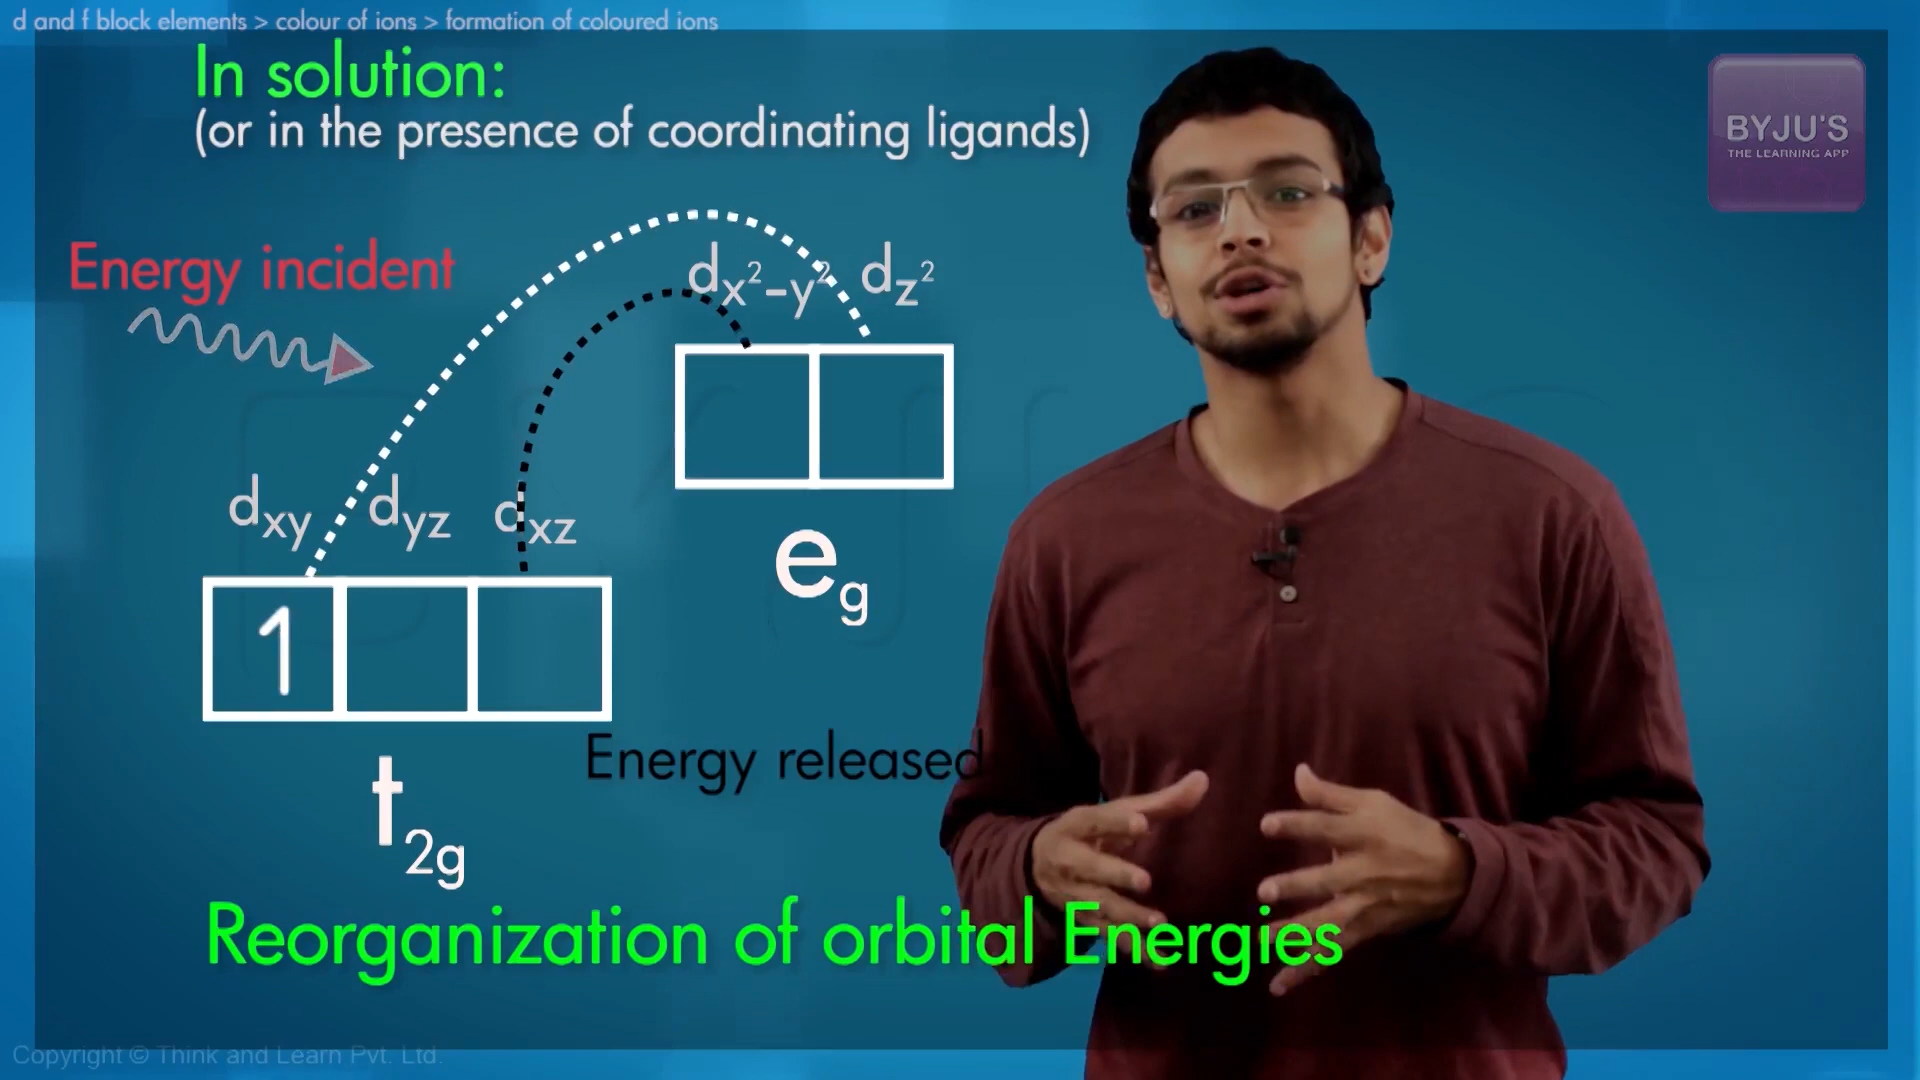 d and f block elements > colour of ions > formation of coloured ions
In solution:
(or in the presence of coordinating ligands)
BYJU'S
THE LEARNING APP
Energy incident
dx²-y² dz²
dxy dyz dxz
eg
1
Energy released
t2g
Reorganization of orbital Energies
Copyright © Think and Learn Pvt. Ltd.